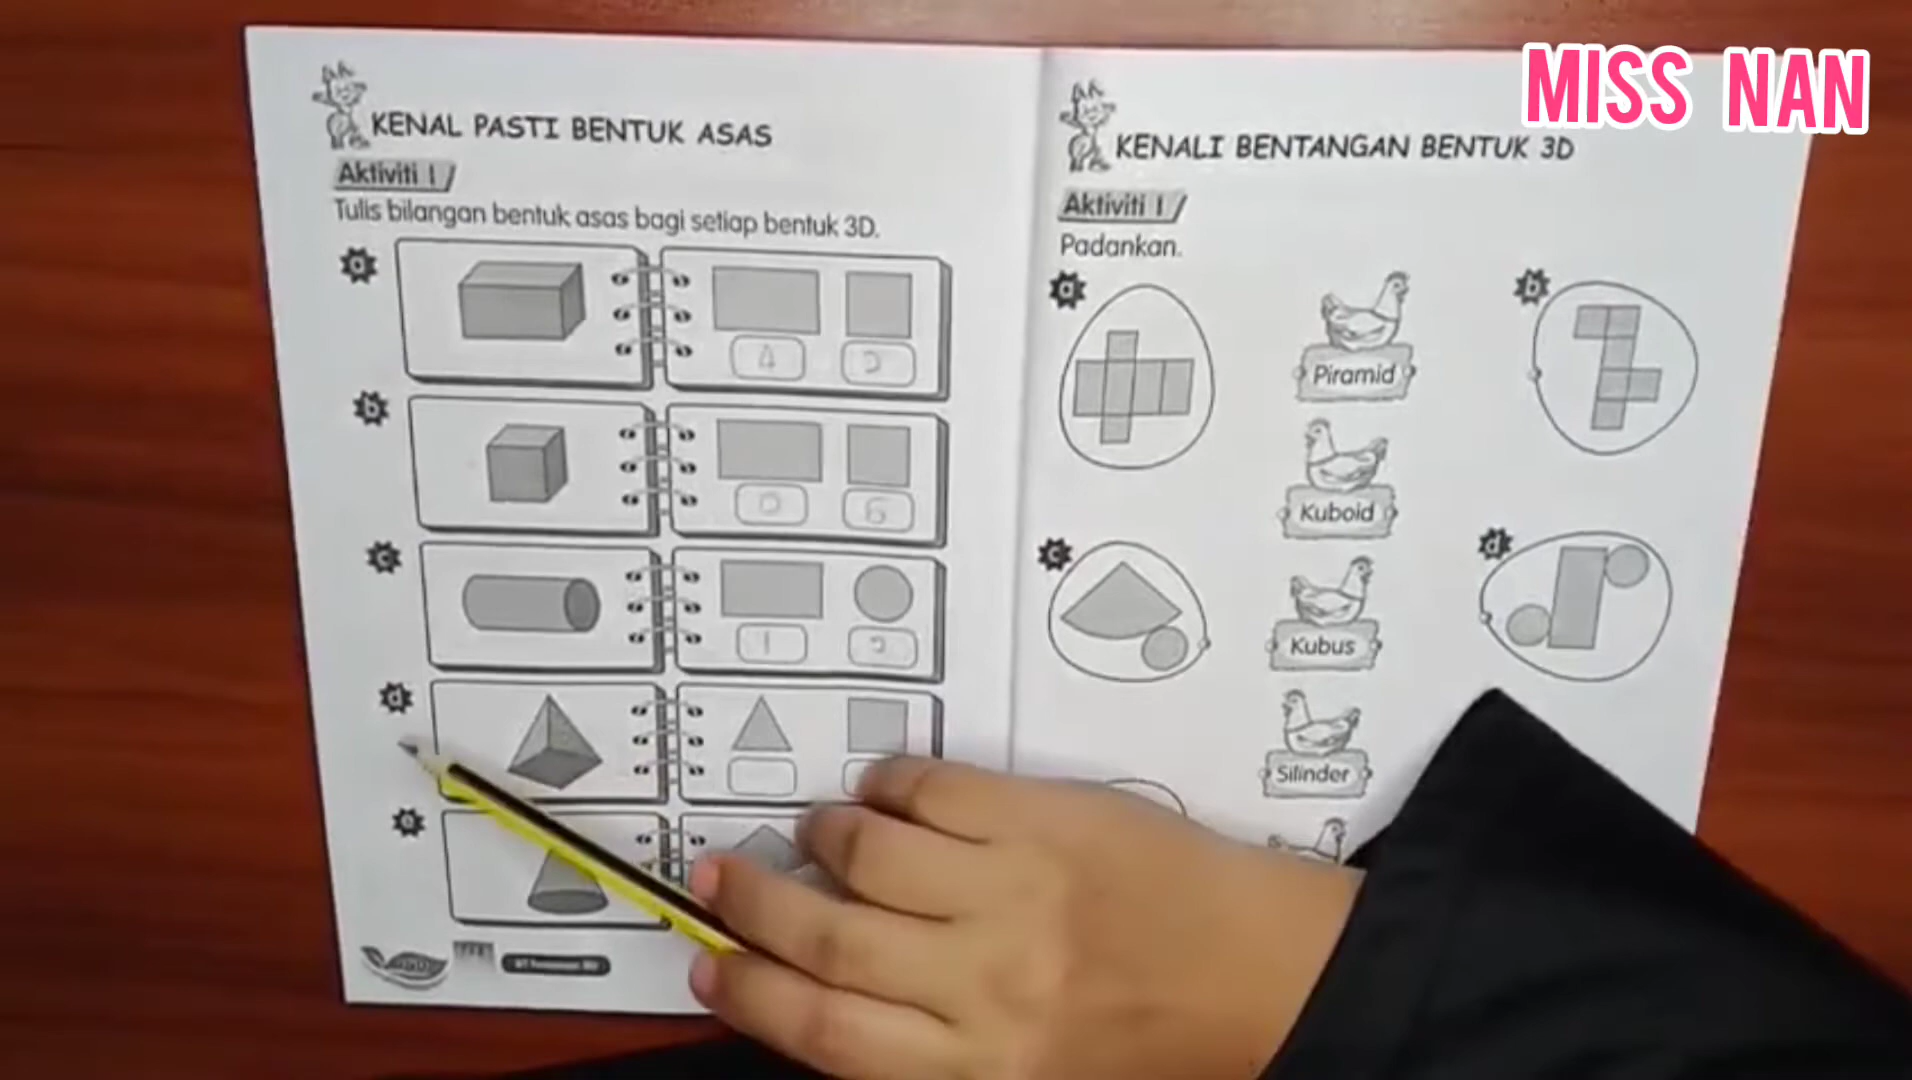 MISS NAN
KENAL PASTI BENTUK ASAS
Aktiviti 1
Tulis bilangan bentuk asas bagi setiap bentuk 3D.
a
4 2
b
0 6
c
1 2
d
e
KENALI BENTANGAN BENTUK 3D
Aktiviti 1
Padankan.
a
b
Piramid
Kuboid
c
d
Kubus
Silinder